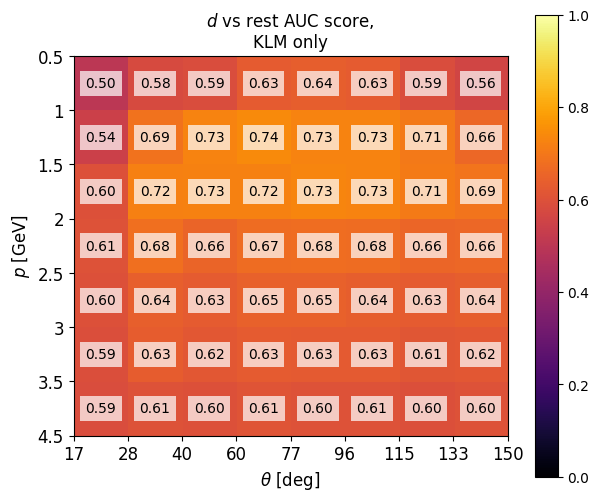 d vs rest AUC score,
KLM only
0.5
0.50 0.58 0.59 0.63 0.64 0.63 0.59 0.56
1
0.54 0.69 0.73 0.74 0.73 0.73 0.71 0.66
1.5
0.60 0.72 0.73 0.72 0.73 0.73 0.71 0.69
2
0.61 0.68 0.66 0.67 0.68 0.68 0.66 0.66
2.5
0.60 0.64 0.63 0.65 0.65 0.64 0.63 0.64
3
0.59 0.63 0.62 0.63 0.63 0.63 0.61 0.62
3.5
0.59 0.61 0.60 0.61 0.60 0.61 0.60 0.60
4.5
p [GeV]
17 28 40 60 77 96 115 133 150
θ [deg]
1.0
0.8
0.6
0.4
0.2
0.0